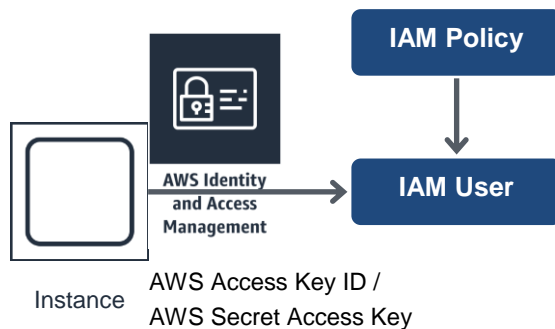 IAM Policy
AWS Identity
and Access
Management
IAM User
Instance
AWS Access Key ID /
AWS Secret Access Key